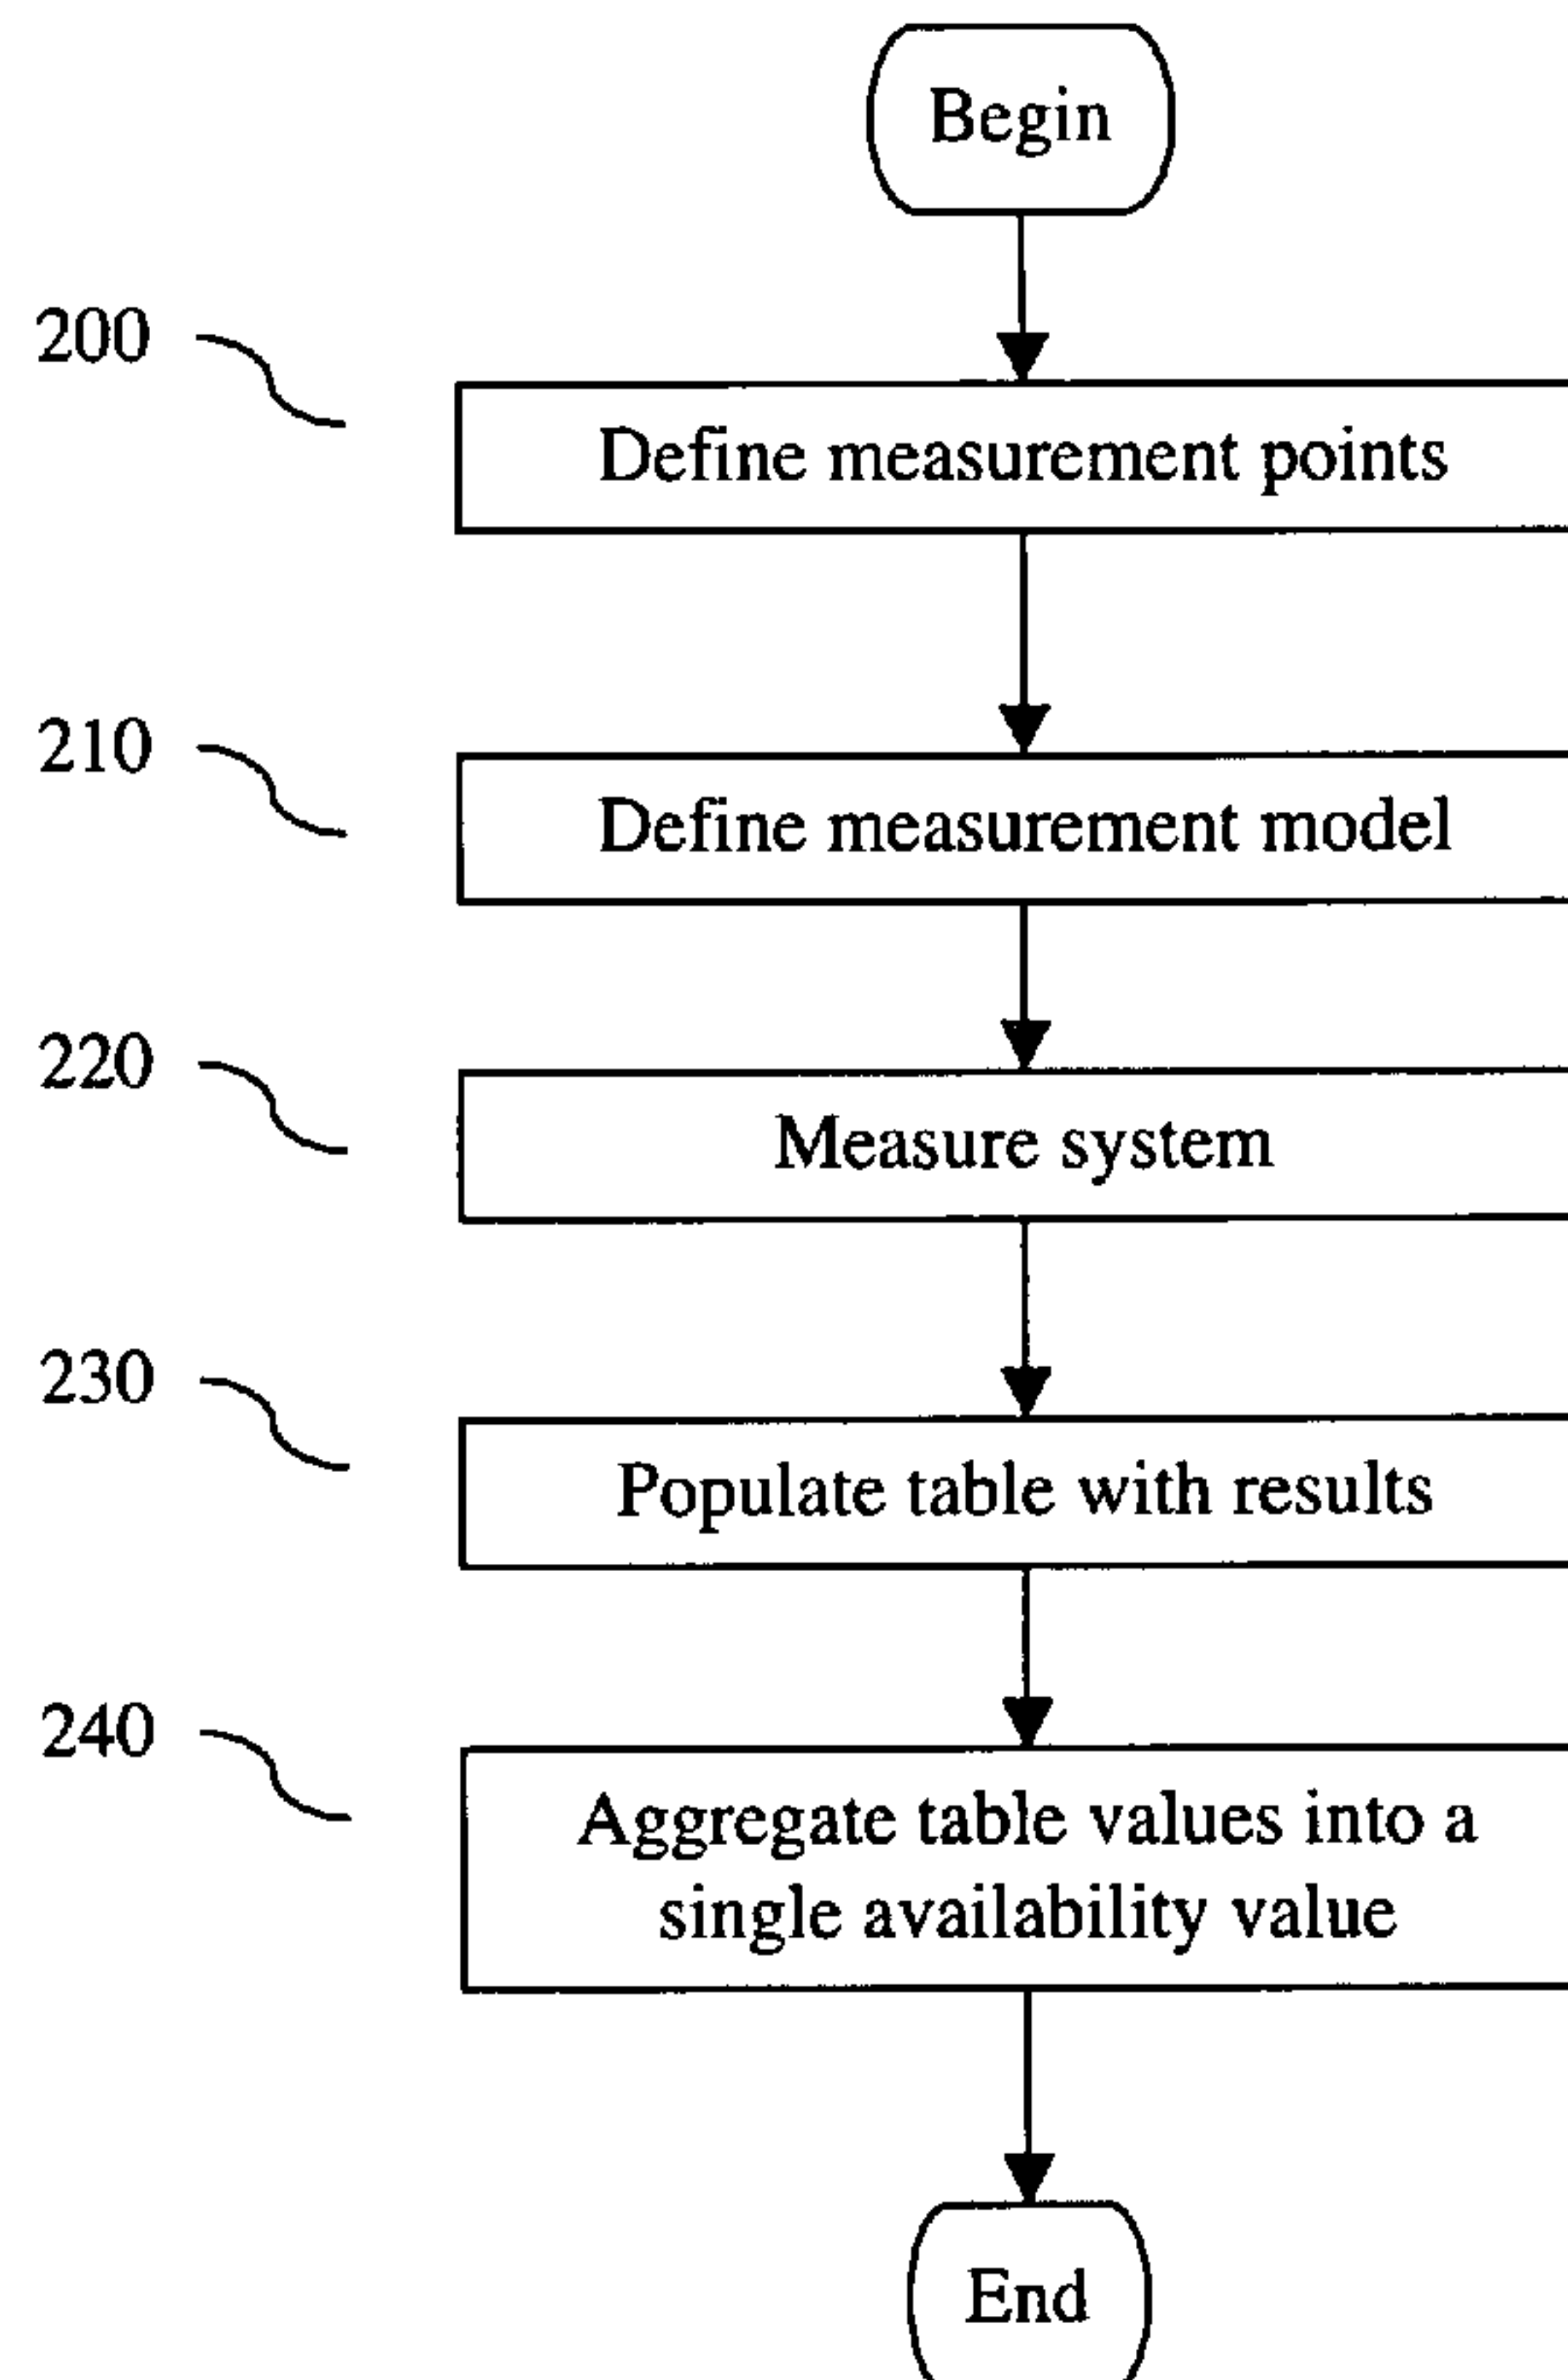 Begin
200
Define measurement points
210
Define measurement model
220
Measure system
230
Populate table with results
240
Aggregate table values into a
single availability value
End